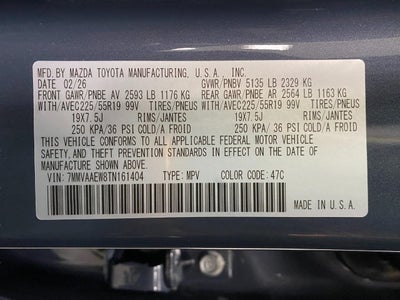 MFD.BY MAZDA TOYOTA MANUFACTURING, U.S.A., INC.
DATE 02/26 GVWR/PNBV 5135 LB 2329 KG
FRONT GAWR/PNBE AV 2593 LB 1176 KG REAR GAWR/PNBE AR 2564 LB 1163 KG
WITH/AVEC225/55R19 99V TIRES/PNEUS WITH/AVEC225/55R19 99V TIRES/PNEUS
19X7.5J RIMS/JANTES 19X7.5J RIMS/JANTES
250 KPA/36 PSI COLD/A FROID 250 KPA/36 PSI COLD/A FROID
THIS VEHICLE CONFORMS TO ALL APPLICABLE FEDERAL MOTOR VEHICLE
SAFETY, AND THEFT PREVENTION STANDARDS IN EFFECT ON THE DATE OF
MANUFACTURE SHOWN ABOVE.
VIN:7MMVAAEW8TN161404 TYPE:MPV COLOR CODE:47C
MADE IN U.S.A.